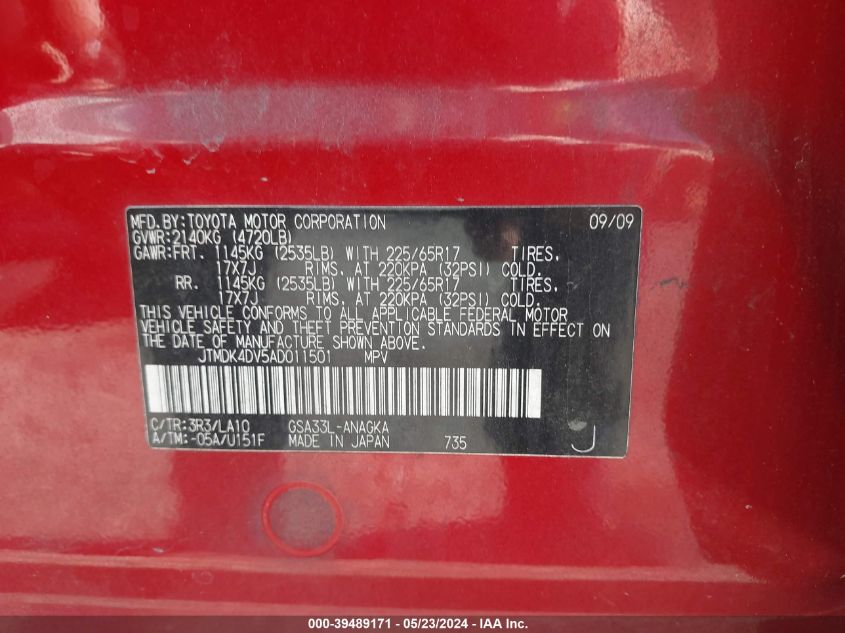 MFD.BY:TOYOTA MOTOR CORPORATION 09/09
GVWR:2140KG (4720LB)
GAWR:FRT. 1145KG (2535LB) WITH 225/65R17 TIRES.
17X7J RIMS. AT 220KPA (32PSI) COLD.
RR. 1145KG (2535LB) WITH 225/65R17 TIRES.
17X7J RIMS. AT 220KPA (32PSI) COLD.
THIS VEHICLE CONFORMS TO ALL APPLICABLE FEDERAL MOTOR
VEHICLE SAFETY AND THEFT PREVENTION STANDARDS IN EFFECT ON
THE DATE OF MANUFACTURE SHOWN ABOVE.
JTMDK4DV5AD011501 MPV
C/TR:3R3/LA10 GSA33L-ANAGKA
A/TM:-05A/U151F MADE IN JAPAN 735 J
000-39489171 - 05/23/2024 - IAA Inc.